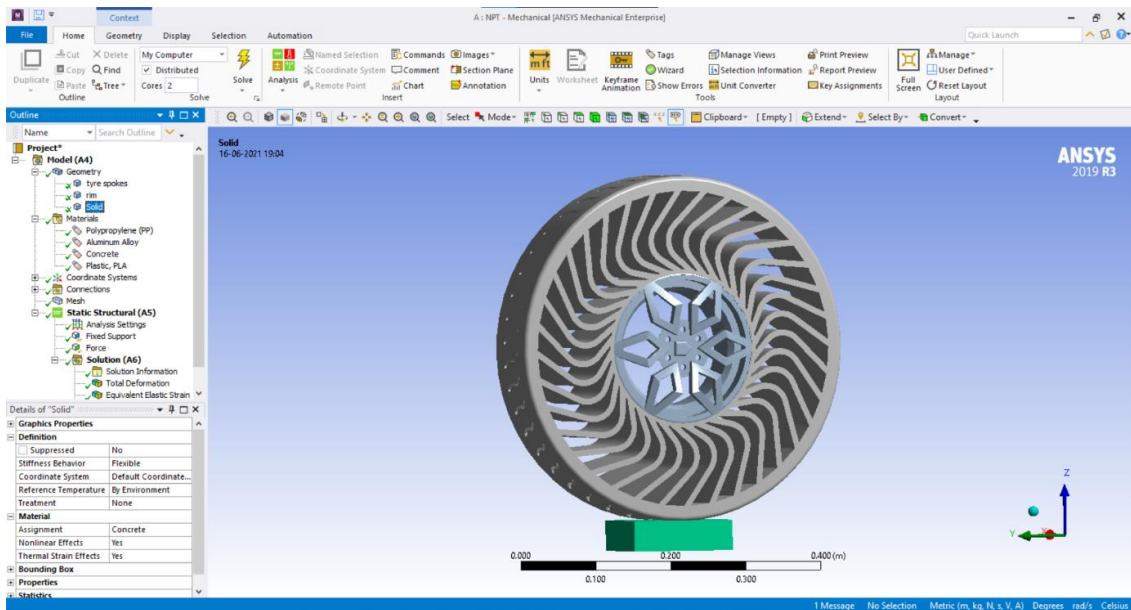 Context
A : NPT - Mechanical [ANSYS Mechanical Enterprise]
File Home Geometry Display Selection Automation Quick Launch
Duplicate Cut Copy Paste Delete Find Tree
Outline
My Computer
Distributed
Cores 2
Solve
Solve
Analysis
Named Selection
Coordinate System
Remote Point
Commands
Comment
Chart
Images
Section Plane
Annotation
Insert
Units Worksheet Keyframe Animation
Tags
Wizard
Show Errors
Manage Views
Selection Information
Unit Converter
Print Preview
Report Preview
Key Assignments
Tools
Full Screen
Manage
User Defined
Reset Layout
Layout
Outline
Name Search Outline
Select Mode Clipboard [Empty] Extend Select By Convert
Project*
Model (A4)
Geometry
tyre spokes
rim
Solid
Materials
Polypropylene (PP)
Aluminum Alloy
Concrete
Plastic, PLA
Coordinate Systems
Connections
Mesh
Static Structural (A5)
Analysis Settings
Fixed Support
Force
Solution (A6)
Solution Information
Total Deformation
Equivalent Elastic Strain
Details of "Solid"
Graphics Properties
Definition
Suppressed No
Stiffness Behavior Flexible
Coordinate System Default Coordinate...
Reference Temperature By Environment
Treatment None
Material
Assignment Concrete
Nonlinear Effects Yes
Thermal Strain Effects Yes
Bounding Box
Properties
Statistics
Solid
16-06-2021 19:04
ANSYS
2019 R3
Z
Y X
0.000 0.200 0.400 (m)
0.100 0.300
1 Message No Selection Metric (m, kg, N, s, V, A) Degrees rad/s Celsius